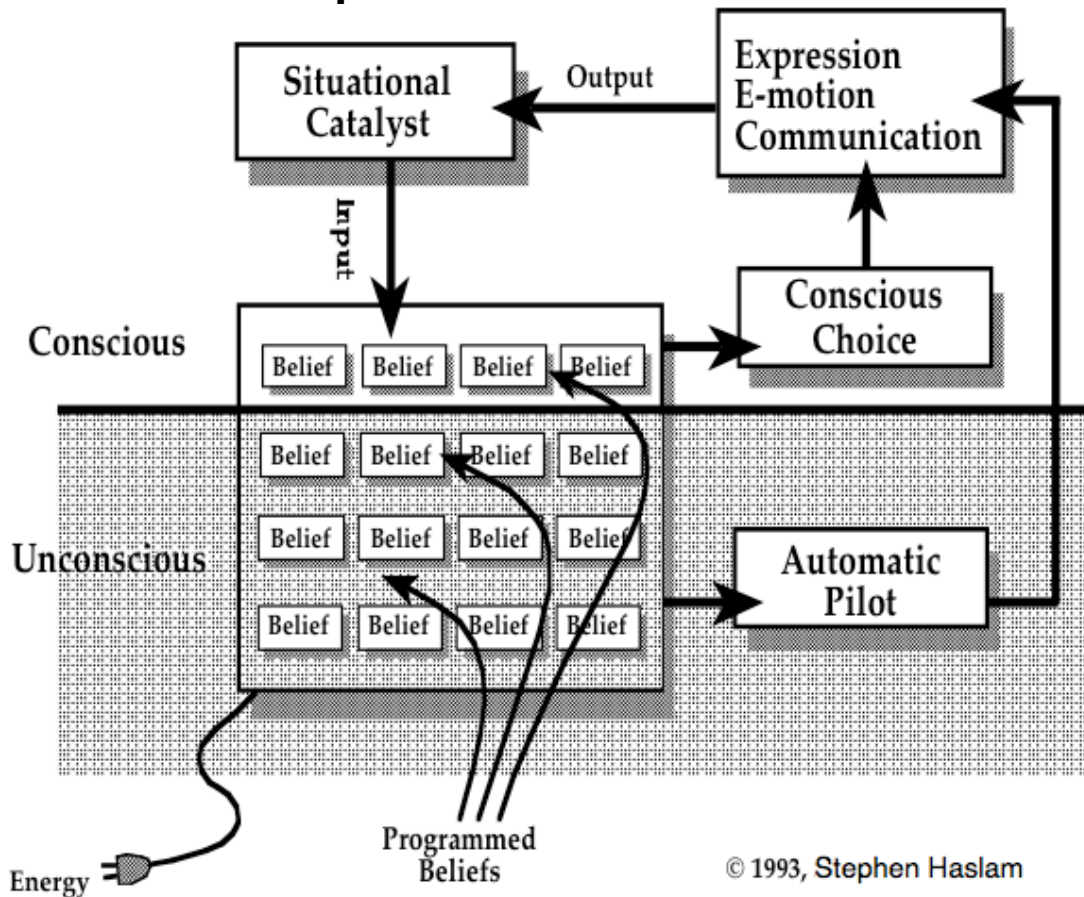 Situational
Catalyst
Output
Expression
E-motion
Communication
Input
Conscious
Choice
Conscious
Belief Belief Belief Belief
Belief Belief Belief Belief
Unconscious
Belief Belief Belief Belief
Automatic
Pilot
Belief Belief Belief Belief
Programmed
Beliefs
Energy
© 1993, Stephen Haslam